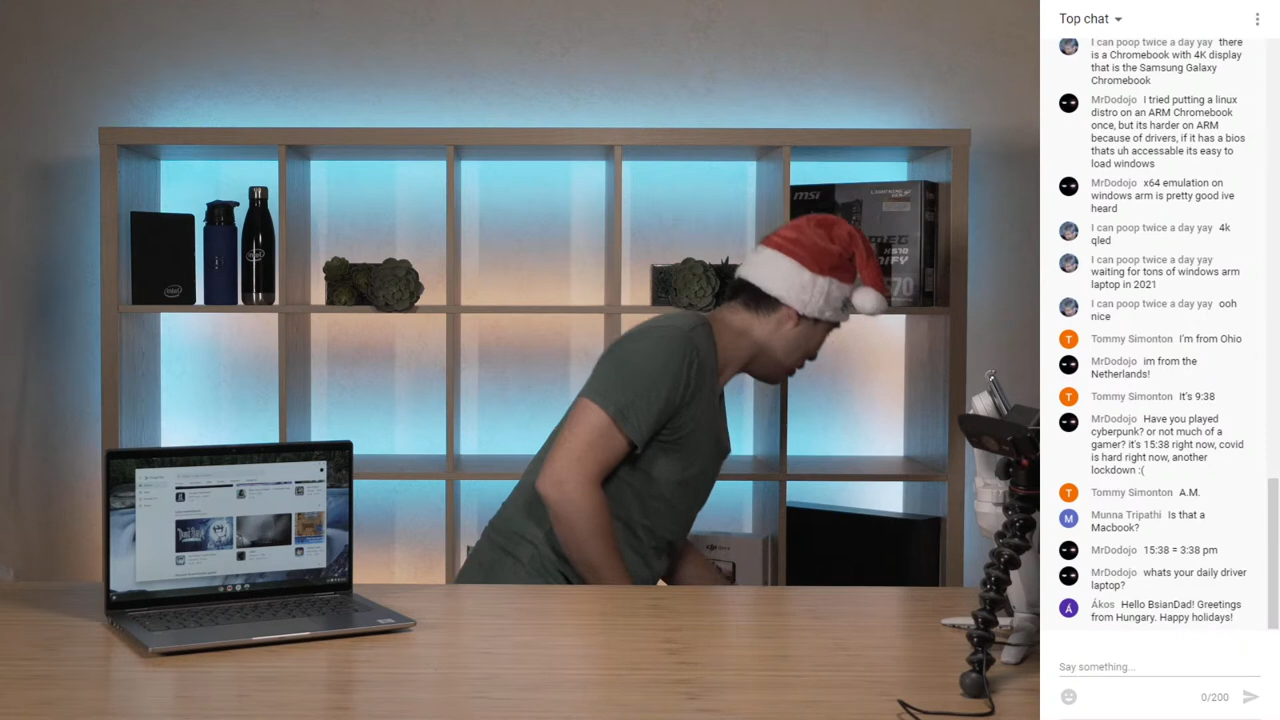 Top chat
I can poop twice a day yay there
is a Chromebook with 4K display
that is the Samsung Galaxy
Chromebook
MrDodojo I tried putting a linux
distro on an ARM Chromebook
once, but its harder on ARM
because of drivers, if it has a bios
thats uh accessable its easy to
load windows
MrDodojo x64 emulation on
windows arm is pretty good ive
heard
I can poop twice a day yay 4k
qled
I can poop twice a day yay
waiting for tons of windows arm
laptop in 2021
I can poop twice a day yay ooh
nice
T Tommy Simonton I'm from Ohio
MrDodojo im from the
Netherlands!
T Tommy Simonton It's 9:38
MrDodojo Have you played
cyberpunk? or not much of a
gamer? it's 15:38 right now, covid
is hard right now, another
lockdown :(
T Tommy Simonton A.M.
M Munna Tripathi Is that a
Macbook?
MrDodojo 15:38 = 3:38 pm
MrDodojo whats your daily driver
laptop?
Á Ákos Hello BsianDad! Greetings
from Hungary. Happy holidays!
Say something...
0/200
msi
LIGHTNING
MEG
X570
UNIFY
X570
intel
intel
dji